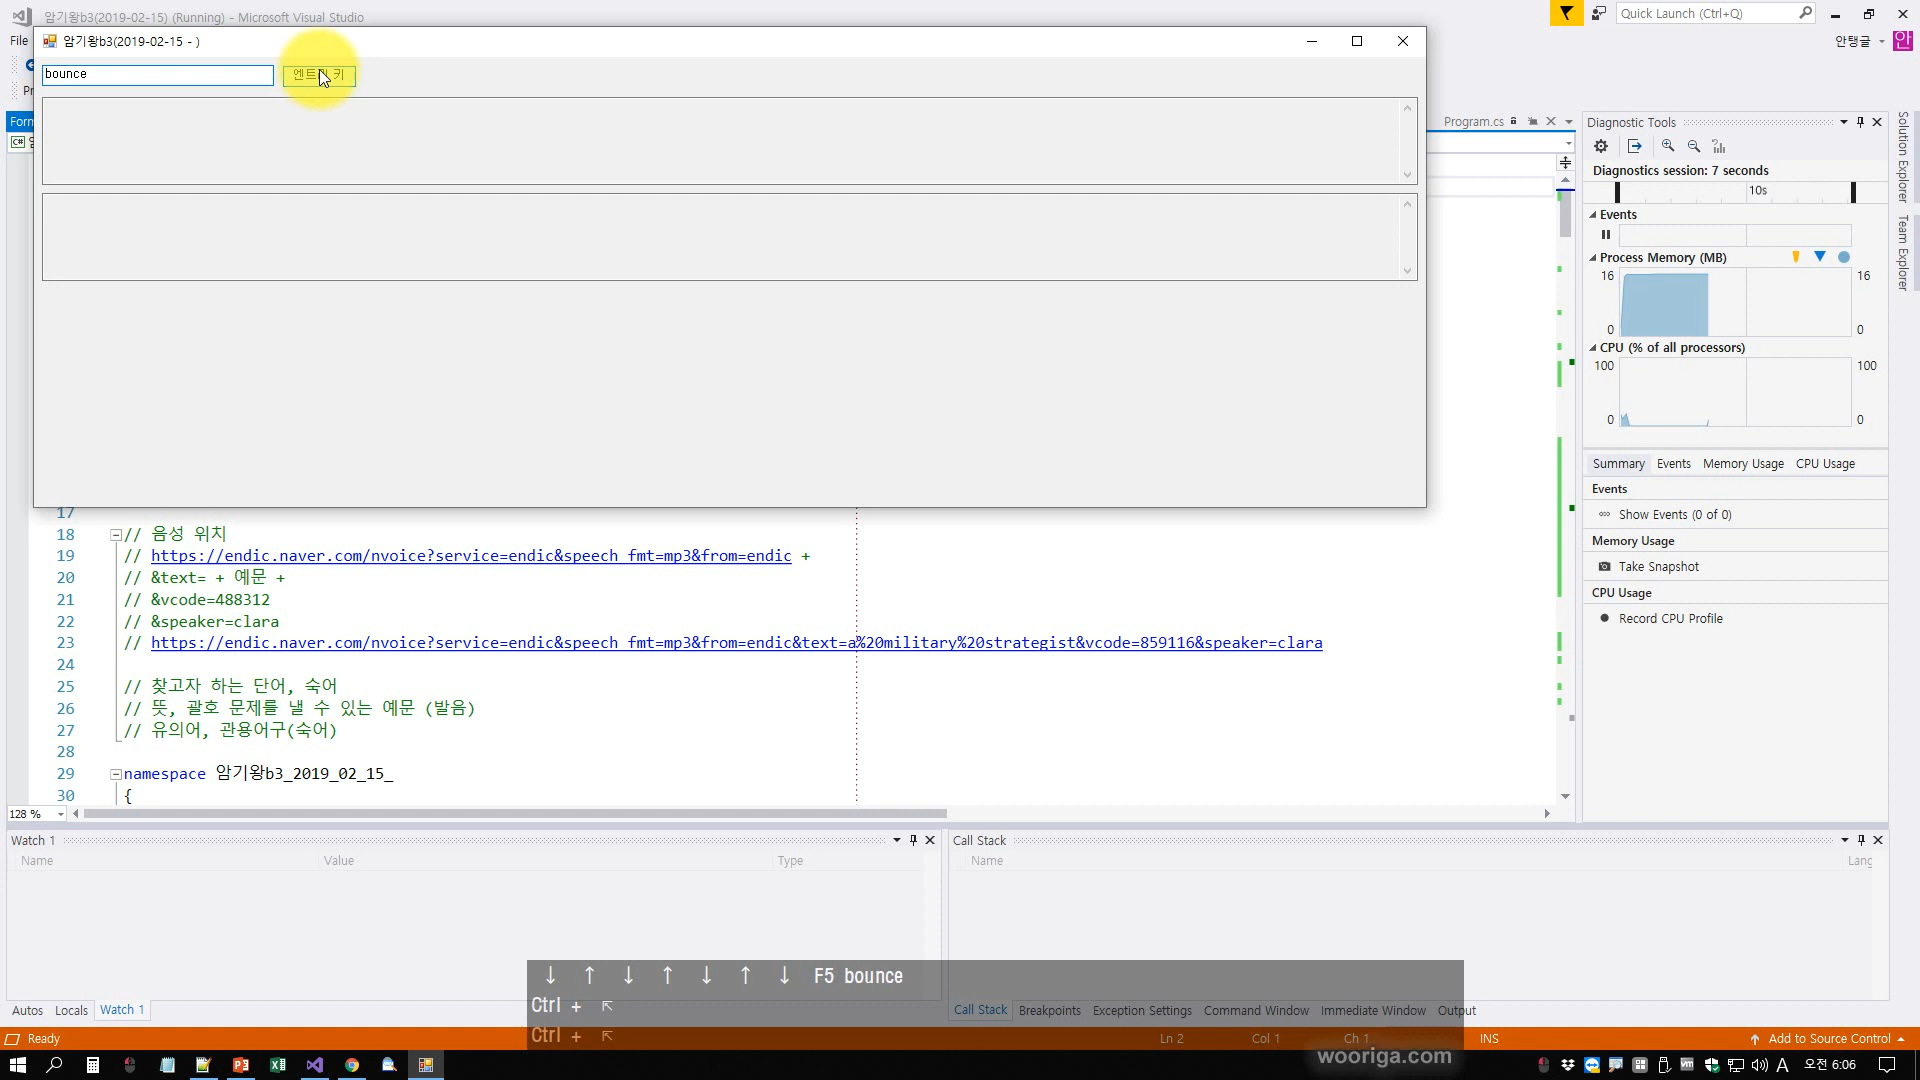 암기왕b3(2019-02-15) (Running) - Microsoft Visual Studio
Quick Launch (Ctrl+Q)
File
암기왕b3(2019-02-15 - )
안탱글
안
bounce
키
Program.cs
Diagnostic Tools
Diagnostics session: 7 seconds
10s
Events
Process Memory (MB)
16
16
0
0
CPU (% of all processors)
100
100
0
0
Summary
Events
Memory Usage
CPU Usage
Events
Show Events (0 of 0)
Memory Usage
Take Snapshot
CPU Usage
Record CPU Profile
Solution Explorer
Team Explorer
17
18 // 음성 위치
19 // https://endic.naver.com/nvoice?service=endic&speech_fmt=mp3&from=endic +
20 // &text= + 예문 +
21 // &vcode=488312
22 // &speaker=clara
23 // https://endic.naver.com/nvoice?service=endic&speech_fmt=mp3&from=endic&text=a%20military%20strategist&vcode=859116&speaker=clara
24
25 // 찾고자 하는 단어, 숙어
26 // 뜻, 괄호 문제를 낼 수 있는 예문 (발음)
27 // 유의어, 관용어구(숙어)
28
29 namespace 암기왕b3_2019_02_15_
30 {
128 %
Watch 1
Name Value Type
Call Stack
Name Lang
↓ ↑ ↓ ↑ ↓ ↑ ↓ F5 bounce
Ctrl +
Ctrl +
Autos Locals Watch 1
Call Stack Breakpoints Exception Settings Command Window Immediate Window Output
Ready
Ln 2 Col 1 Ch 1 INS
Add to Source Control
wooriga.com
A 오전 6:06